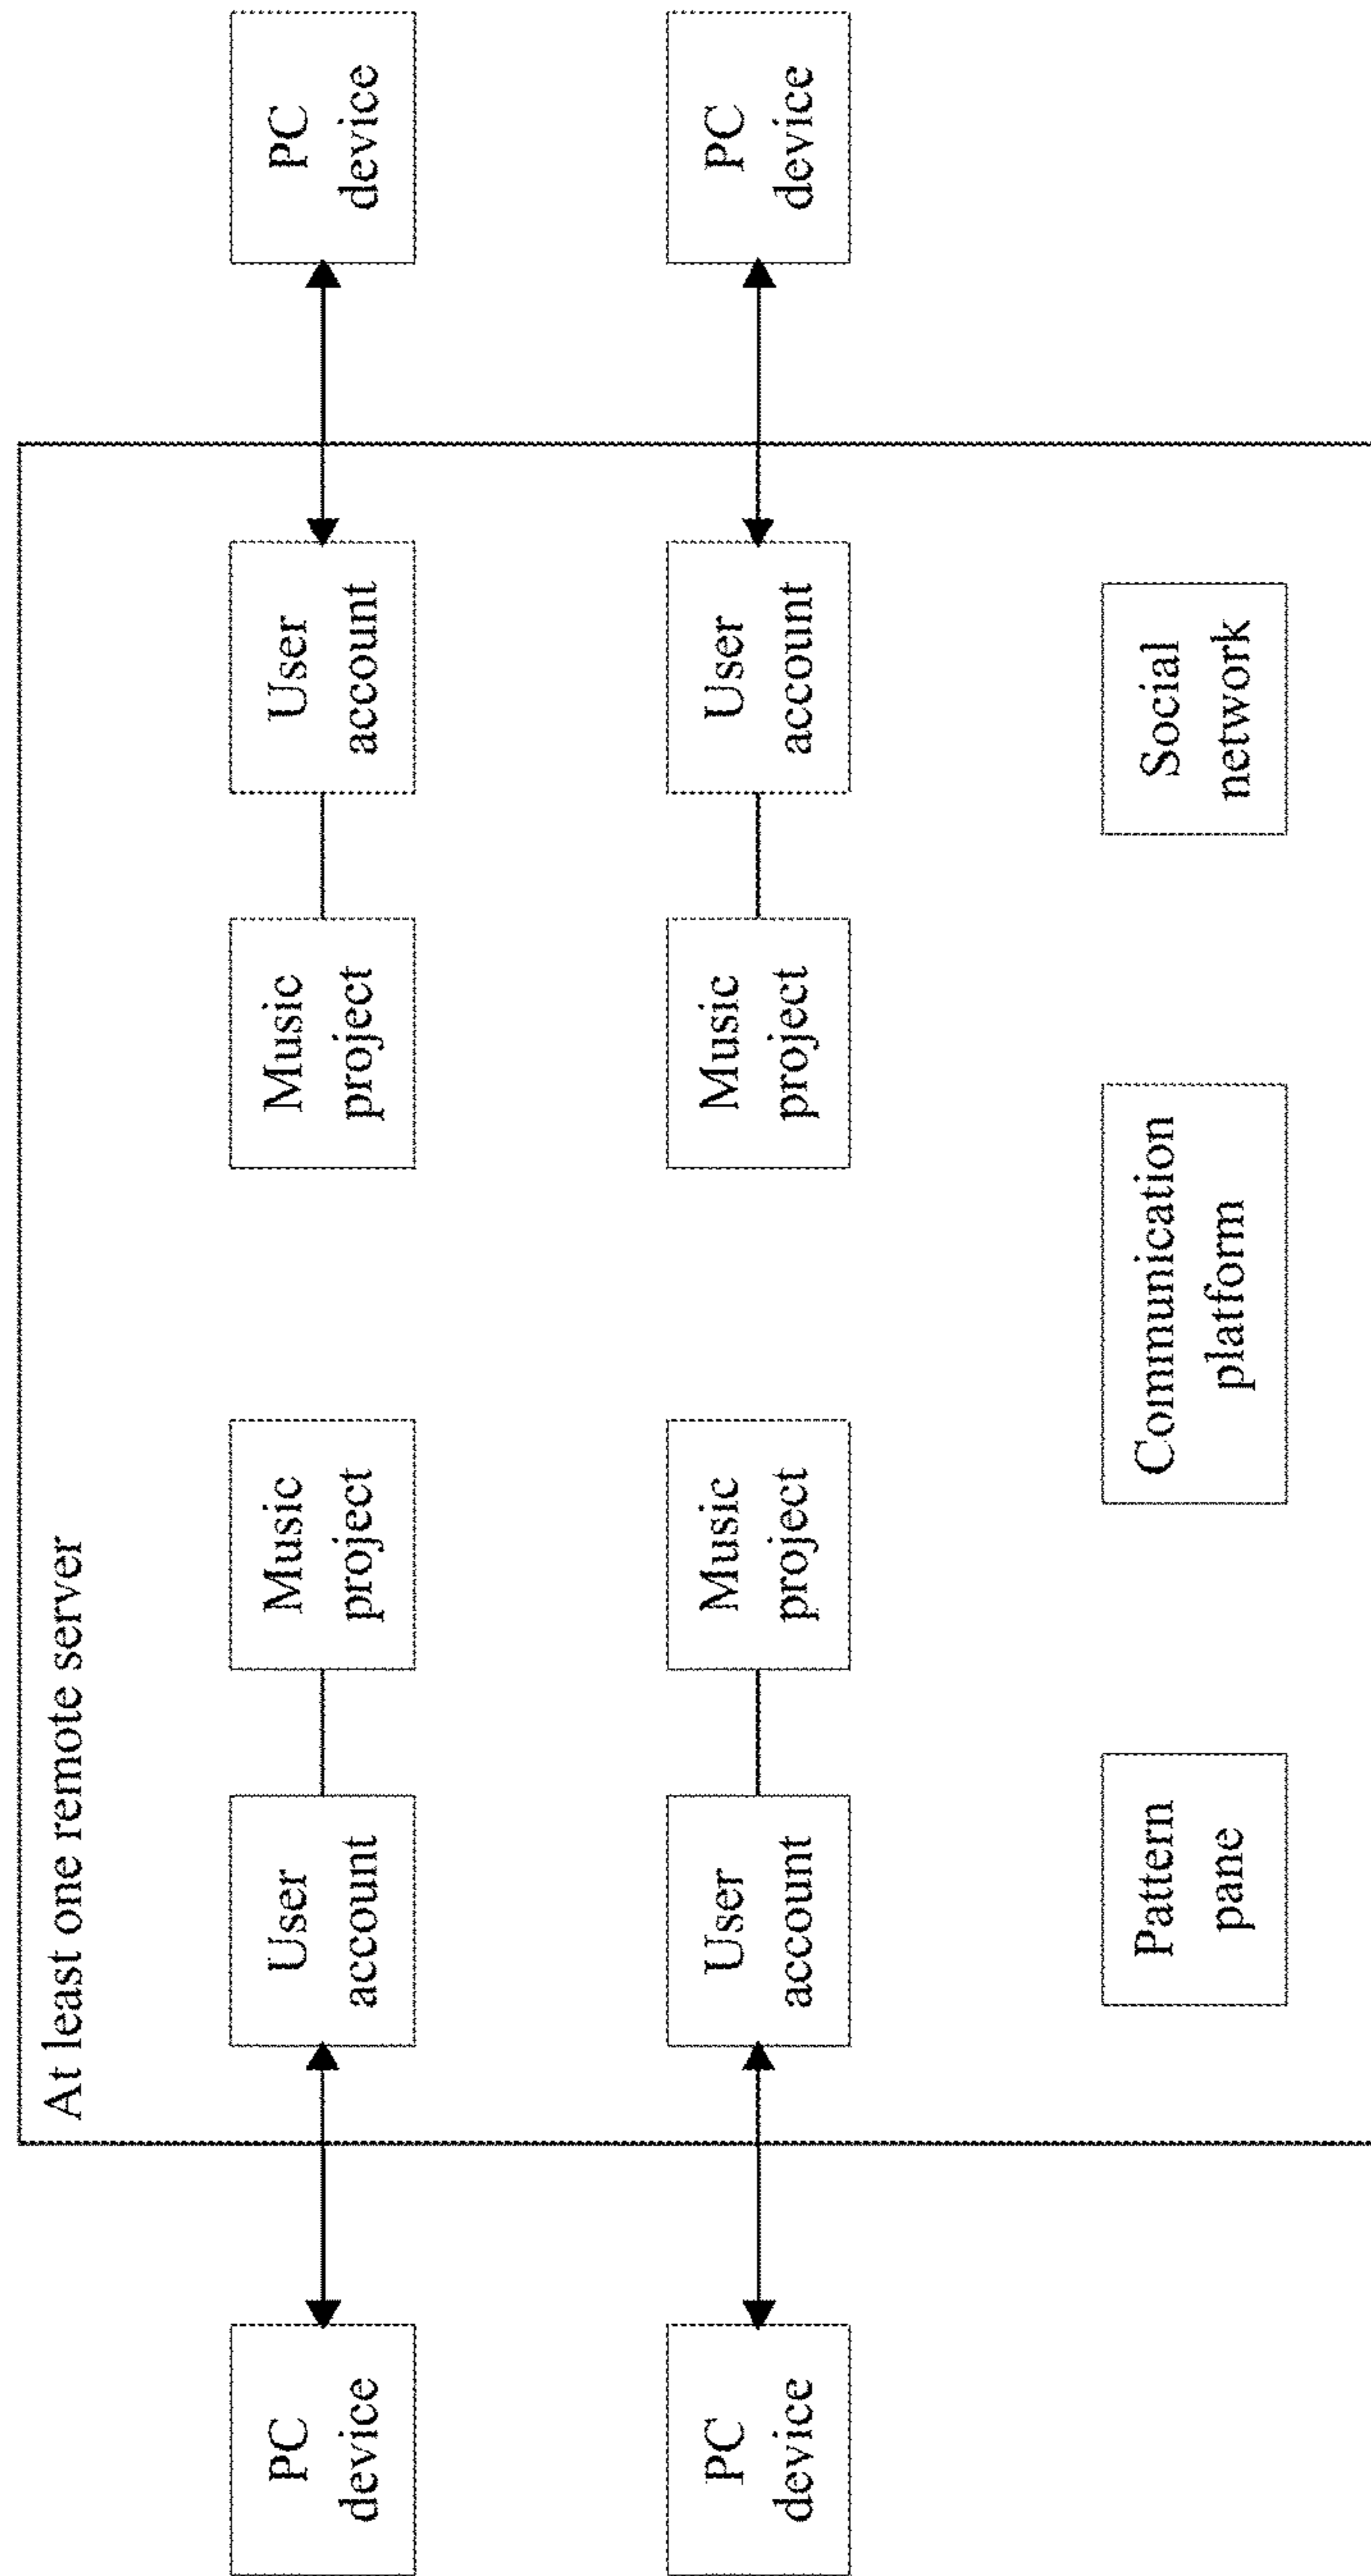 At least one remote server
PC
device
User
account
Music
project
Music
project
User
account
PC
device
PC
device
User
account
Music
project
Music
project
User
account
PC
device
Pattern
pane
Communication
platform
Social
network